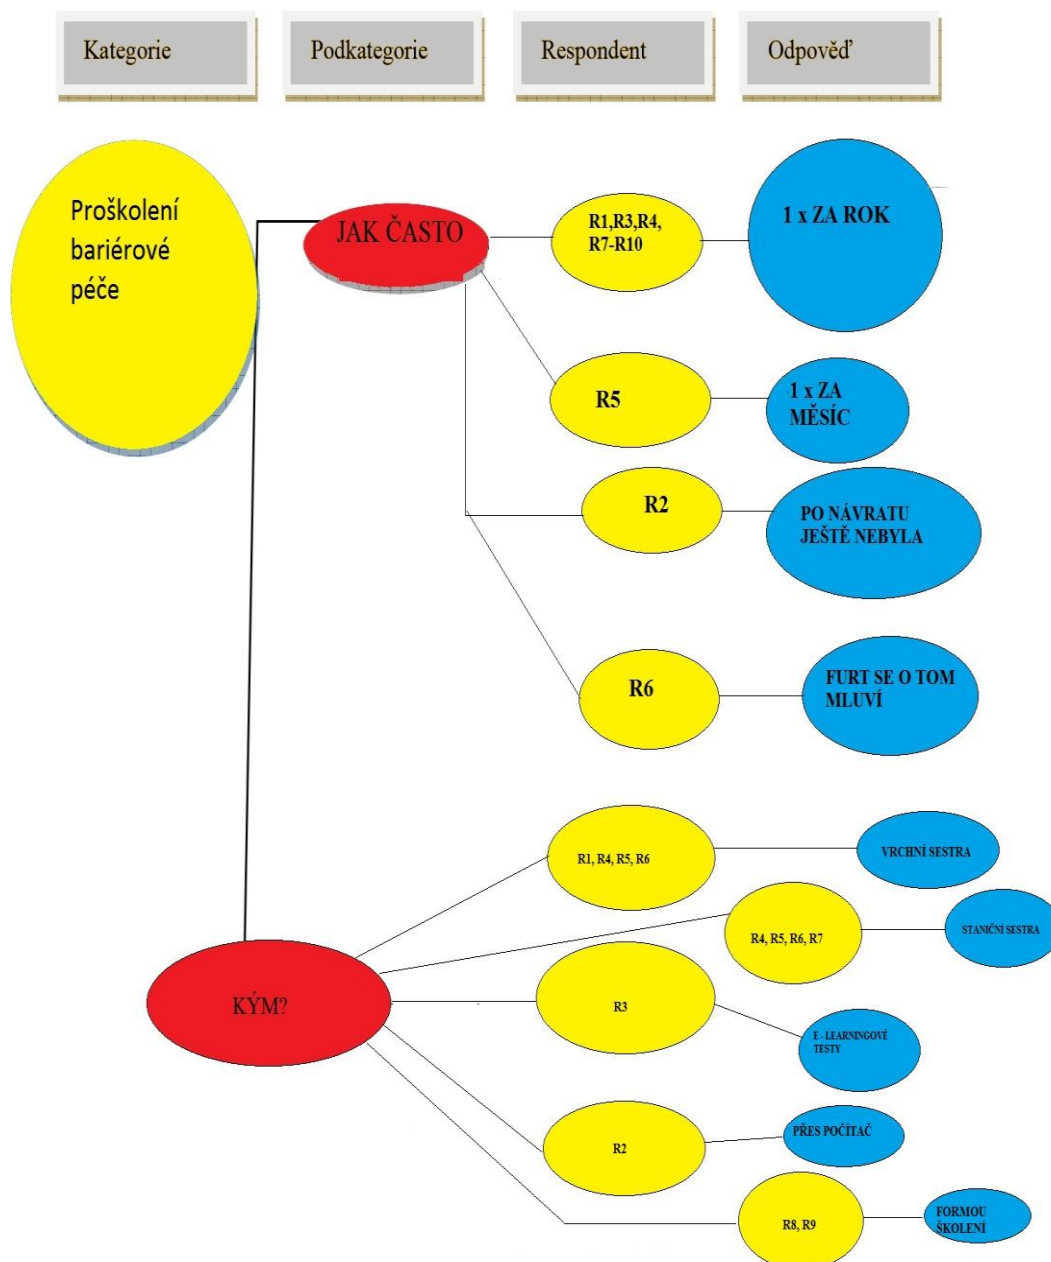 Kategorie
Podkategorie
Respondent
Odpověď
Proškolení
bariérové
péče
JAK ČASTO
R1,R3,R4,
R7-R10
1 x ZA ROK
R5
1 x ZA
MĚSÍC
R2
PO NÁVRATU
JEŠTĚ NEBYLA
R6
FURT SE O TOM
MLUVÍ
KÝM?
R1, R4, R5, R6
VRCHNÍ SESTRA
R4, R5, R6, R7
STANIČNÍ SESTRA
R3
E - LEARNINGOVÉ
TESTY
R2
PŘES POČÍTAČ
R8, R9
FORMOU
ŠKOLENÍ